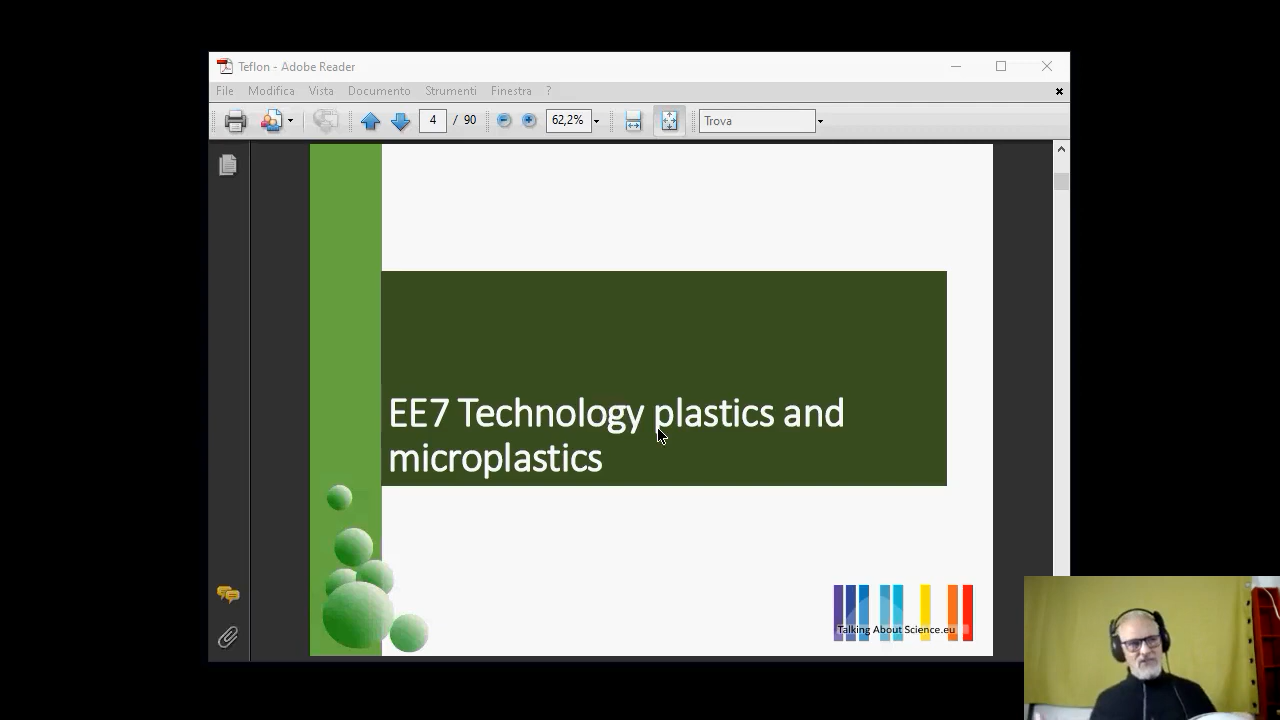 Teflon - Adobe Reader
File Modifica Vista Documento Strumenti Finestra ?
4 / 90 62,2% Trova
EE7 Technology plastics and
microplastics
Talking About Science.eu